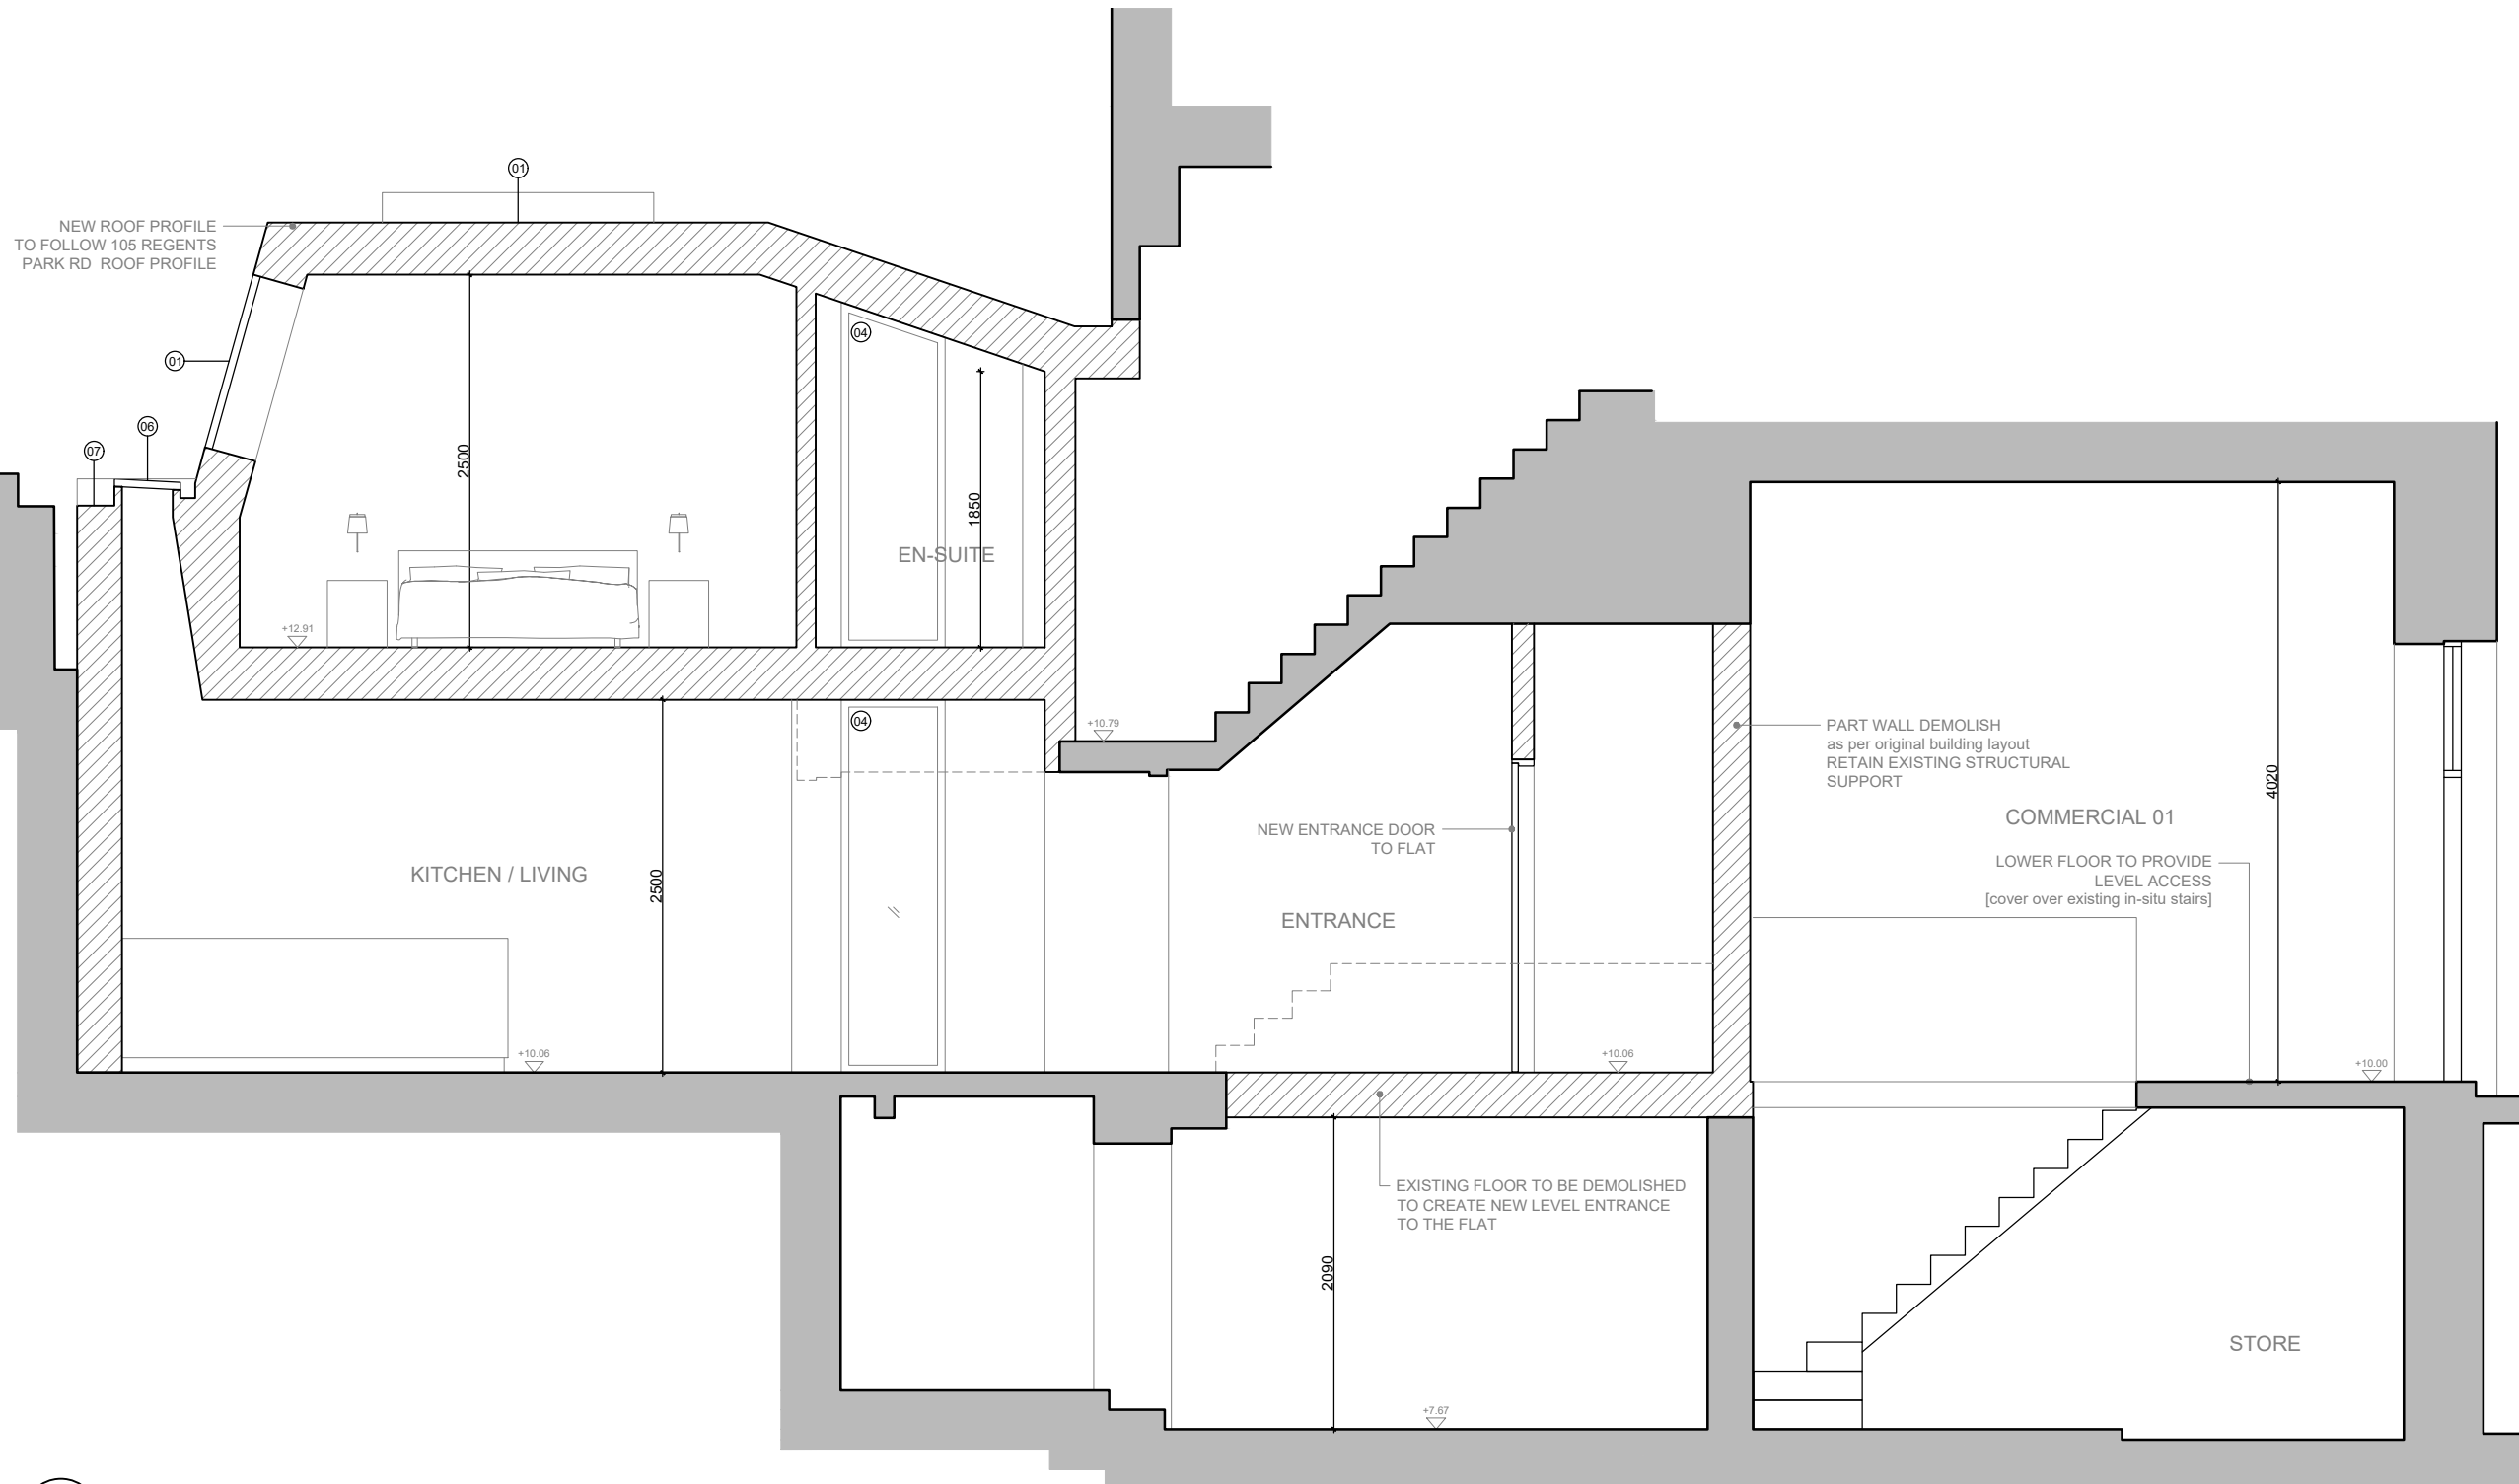 01
NEW ROOF PROFILE
TO FOLLOW 105 REGENTS
PARK RD ROOF PROFILE
04
01
06
07
2500
1850
EN-SUITE
+12.91
04
+10.79
PART WALL DEMOLISH
as per original building layout
RETAIN EXISTING STRUCTURAL
SUPPORT
4020
COMMERCIAL 01
NEW ENTRANCE DOOR
TO FLAT
LOWER FLOOR TO PROVIDE
LEVEL ACCESS
[cover over existing in-situ stairs]
KITCHEN / LIVING
2500
ENTRANCE
+10.06
+10.06
+10.00
EXISTING FLOOR TO BE DEMOLISHED
TO CREATE NEW LEVEL ENTRANCE
TO THE FLAT
2090
STORE
+7.67